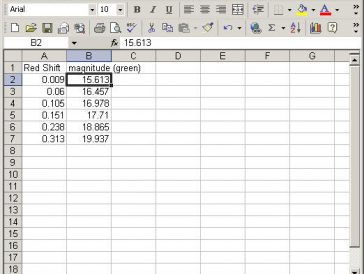 Arial 10 B I U
B2 = 15.613
A B C D E F G
1 Red Shift magnitude (green)
2 0.009 15.613
3 0.06 16.457
4 0.105 16.978
5 0.151 17.71
6 0.238 18.865
7 0.313 19.937
8
9
10
11
12
13
14
15
16
17
18